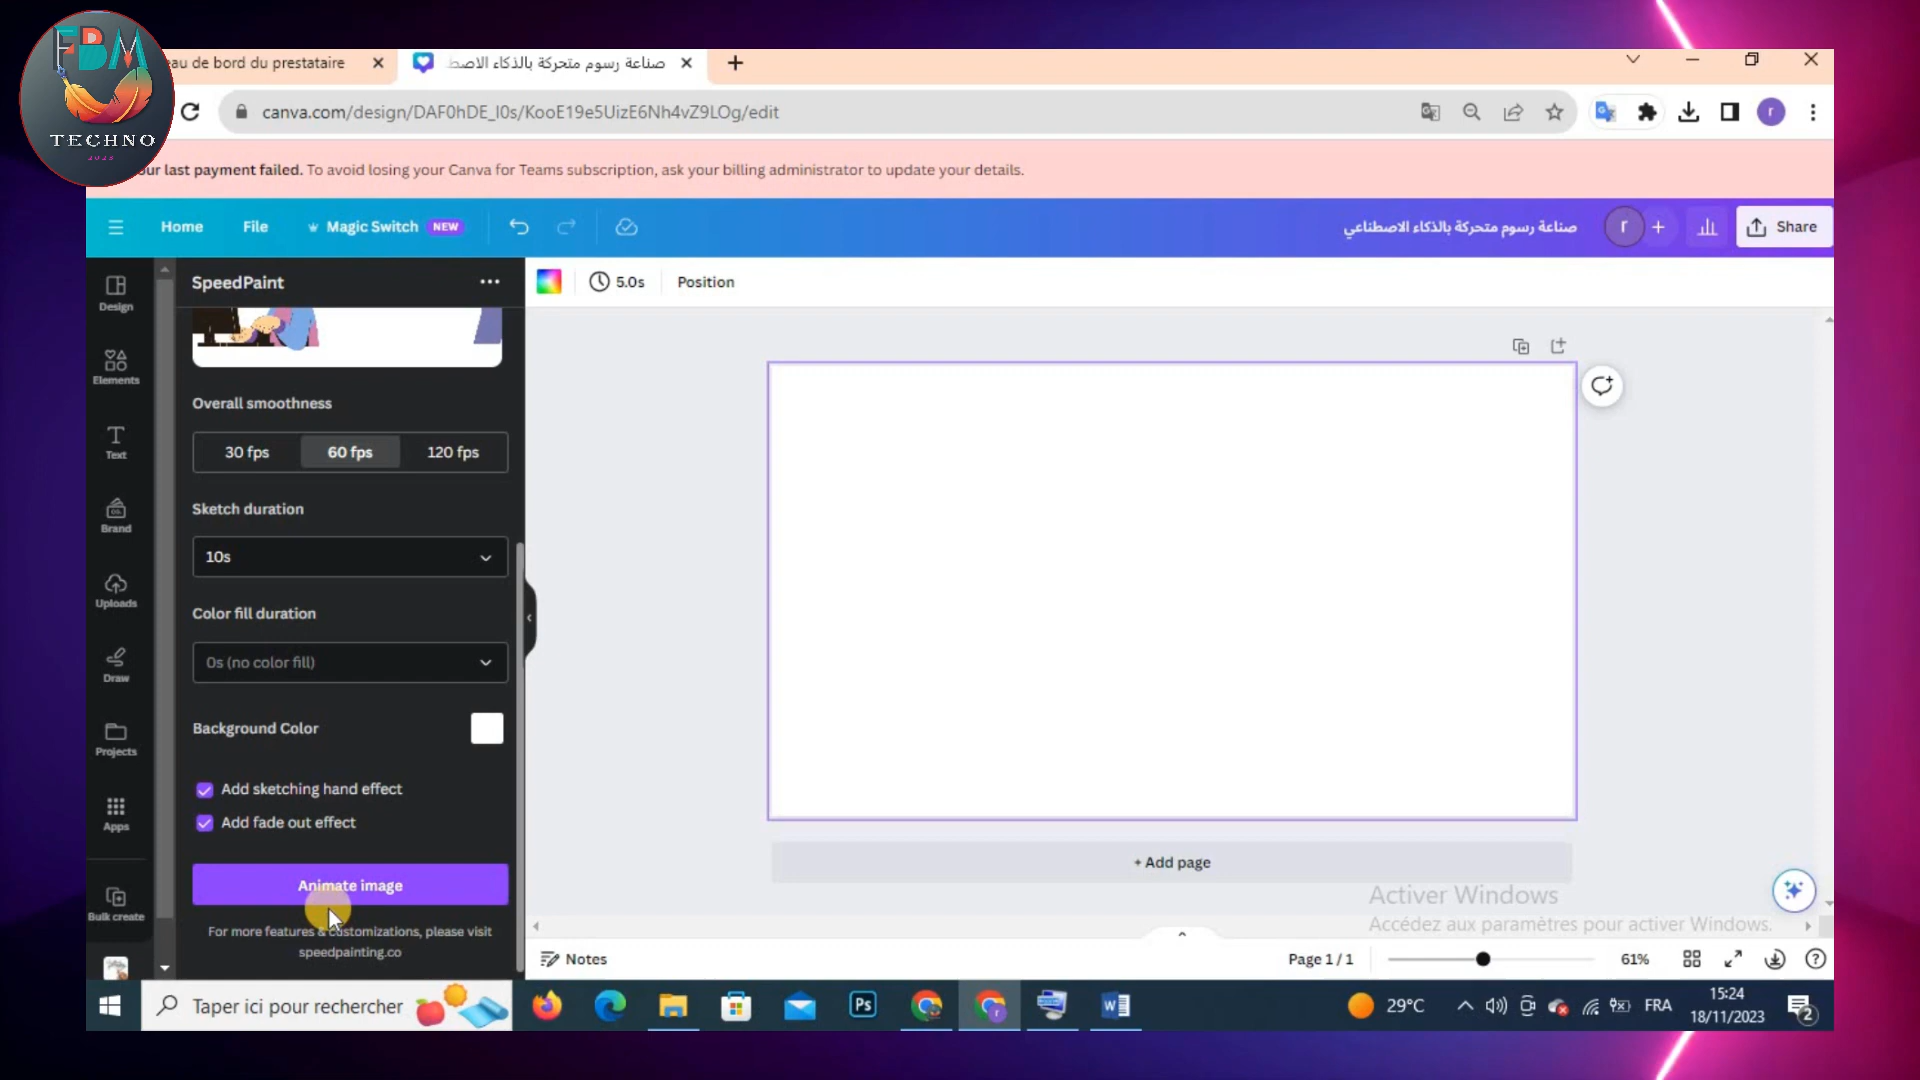 FBM
TECHNO
2023
eau de bord du prestataire
صناعة رسوم متحركة بالذكاء الاصط
canva.com/design/DAF0hDE_I0s/KooE19e5UizE6Nh4vZ9LOg/edit
r
our last payment failed. To avoid losing your Canva for Teams subscription, ask your billing administrator to update your details.
Home
File
Magic Switch
NEW
صناعة رسوم متحركة بالذكاء الاصطناعي
r
Share
Design
Elements
Text
Brand
Uploads
Draw
Projects
Apps
Bulk create
SpeedPaint
5.0s
Position
Overall smoothness
30 fps
60 fps
120 fps
Sketch duration
10s
Color fill duration
0s (no color fill)
Background Color
Add sketching hand effect
Add fade out effect
Animate image
For more features & customizations, please visit
speedpainting.co
+ Add page
Activer Windows
Accédez aux paramètres pour activer Windows.
Notes
Page 1 / 1
61%
Taper ici pour rechercher
Ps
W
29°C
FRA
15:24
18/11/2023
2